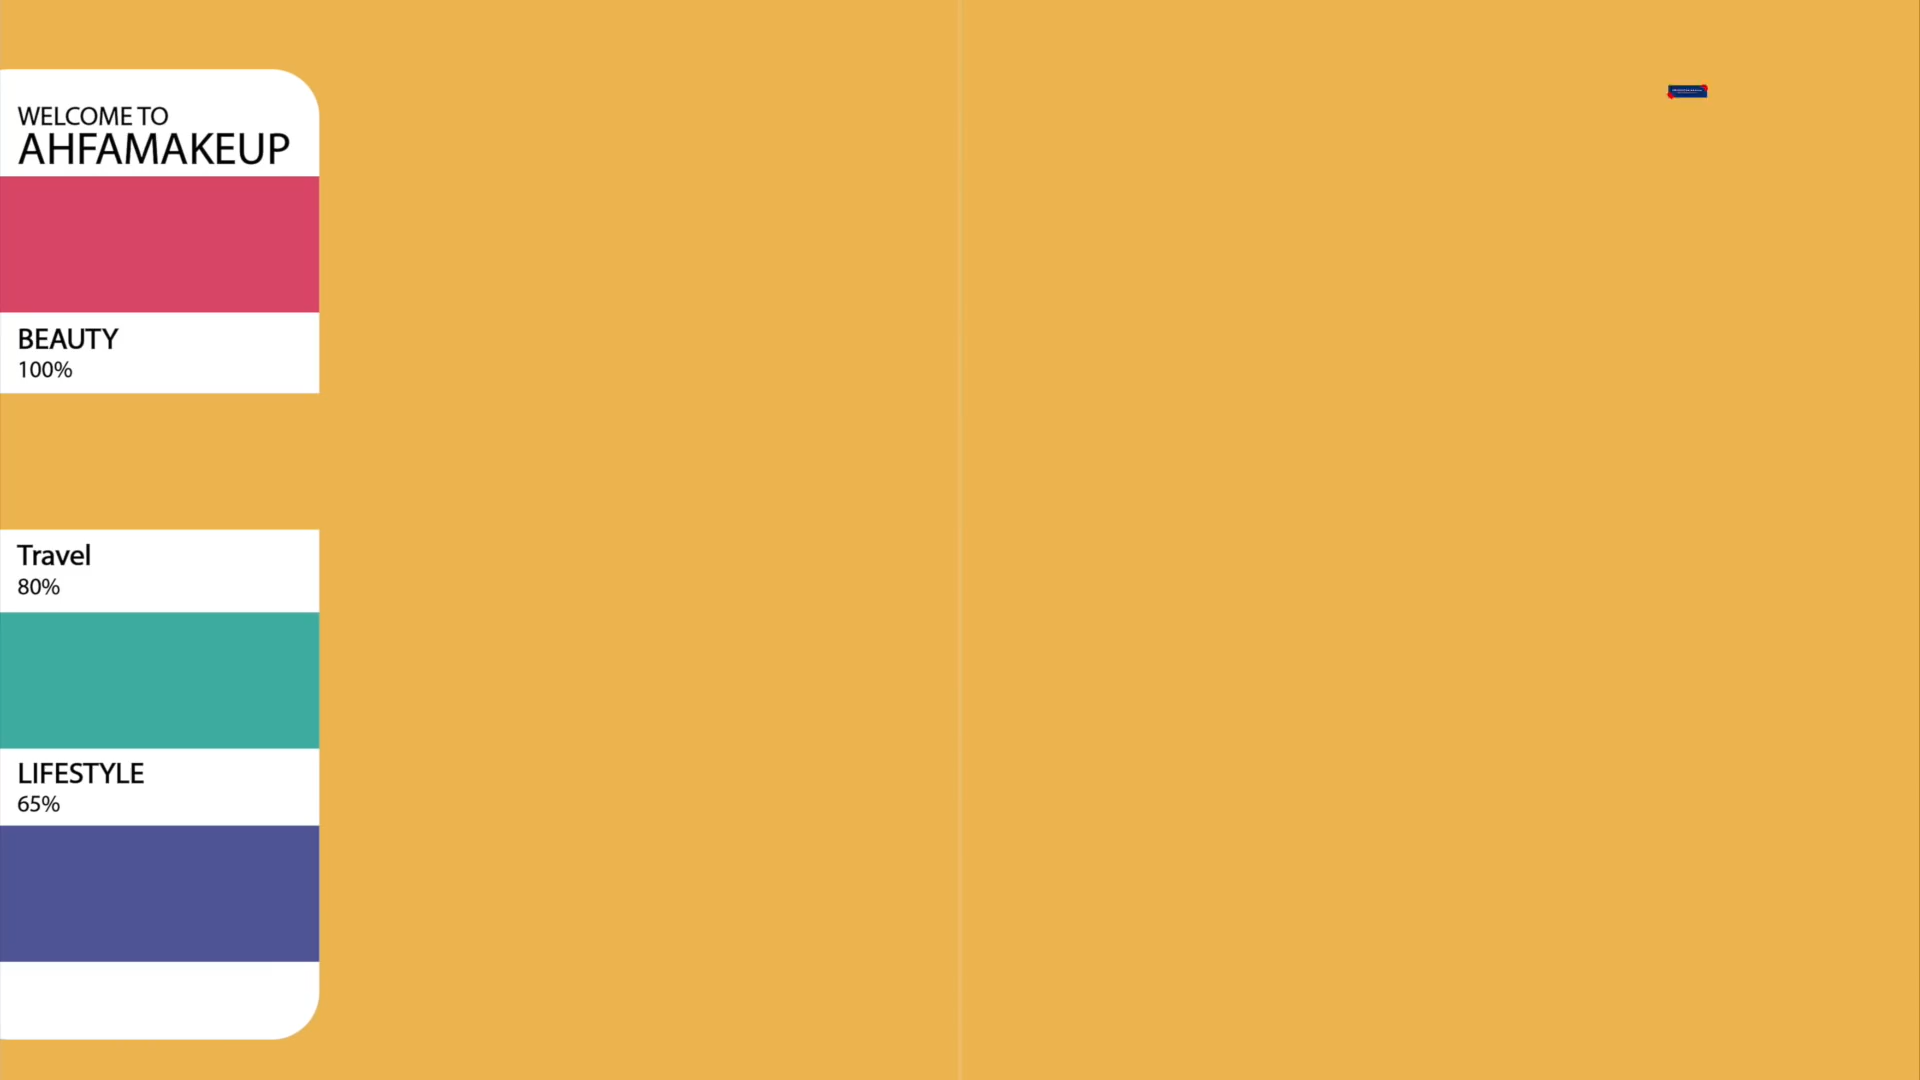 WELCOME TO
AHFAMAKEUP
BEAUTY
100%
Travel
80%
LIFESTYLE
65%